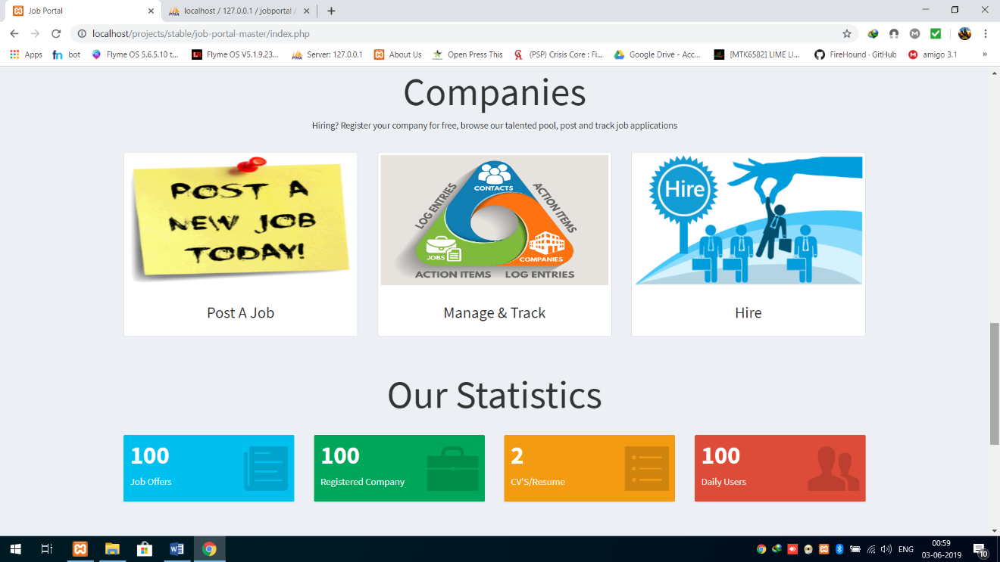 Job Portal
localhost / 127.0.0.1 / jobportal /
localhost/projects/stable/job-portal-master/index.php
Apps
bot
Flyme OS 5.6.5.10 t...
Flyme OS V5.1.9.23...
Server: 127.0.0.1
About Us
Open Press This
(PSP) Crisis Core : Fi...
Google Drive - Acc...
[MTK6582] LIME LI...
FireHound · GitHub
amigo 3.1
»
Companies
Hiring? Register your company for free, browse our talented pool, post and track job applications
POST A
NEW JOB
TODAY!
Post A Job
CONTACTS
LOG ENTRIES
ACTION ITEMS
JOBS
COMPANIES
ACTION ITEMS LOG ENTRIES
Manage & Track
Hire
Hire
Our Statistics
100
Job Offers
100
Registered Company
2
CV'S/Resume
100
Daily Users
ENG
00:59
03-06-2019
10